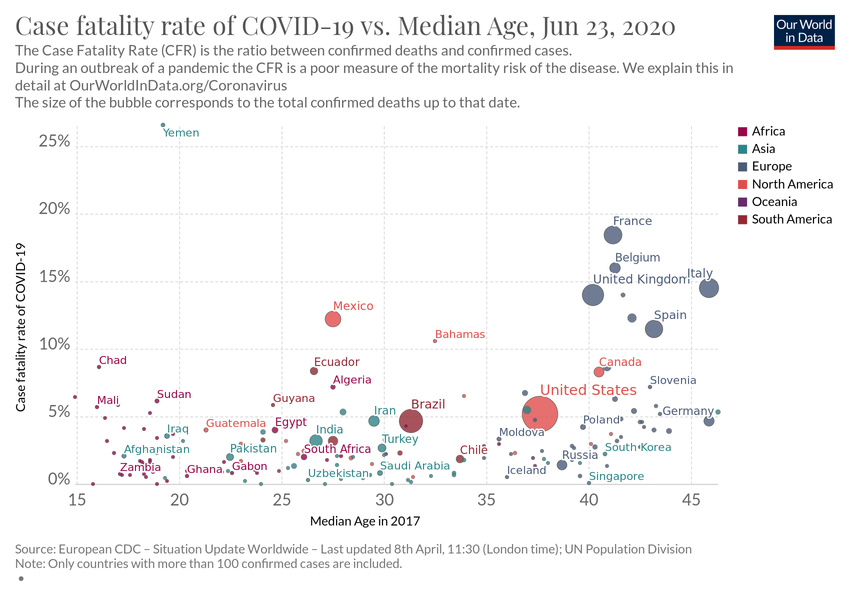 Case fatality rate of COVID-19 vs. Median Age, Jun 23, 2020
Our World
in Data
The Case Fatality Rate (CFR) is the ratio between confirmed deaths and confirmed cases.
During an outbreak of a pandemic the CFR is a poor measure of the mortality risk of the disease. We explain this in
detail at OurWorldInData.org/Coronavirus
The size of the bubble corresponds to the total confirmed deaths up to that date.
Yemen
Africa
Asia
Europe
North America
Oceania
South America
25%
20%
15%
10%
5%
0%
Case fatality rate of COVID-19
France
Belgium
United Kingdom
Italy
Spain
Mexico
Bahamas
Chad
Ecuador
Algeria
Canada
United States
Slovenia
Mali
Sudan
Guyana
Iran
Brazil
Germany
Iraq
Guatemala
Egypt
India
Turkey
Moldova
Poland
Afghanistan
Pakistan
South Africa
Chile
Russia
South Korea
Zambia
Ghana
Gabon
Uzbekistan
Saudi Arabia
Iceland
Singapore
15
20
25
30
35
40
45
Median Age in 2017
Source: European CDC – Situation Update Worldwide – Last updated 8th April, 11:30 (London time); UN Population Division
Note: Only countries with more than 100 confirmed cases are included.